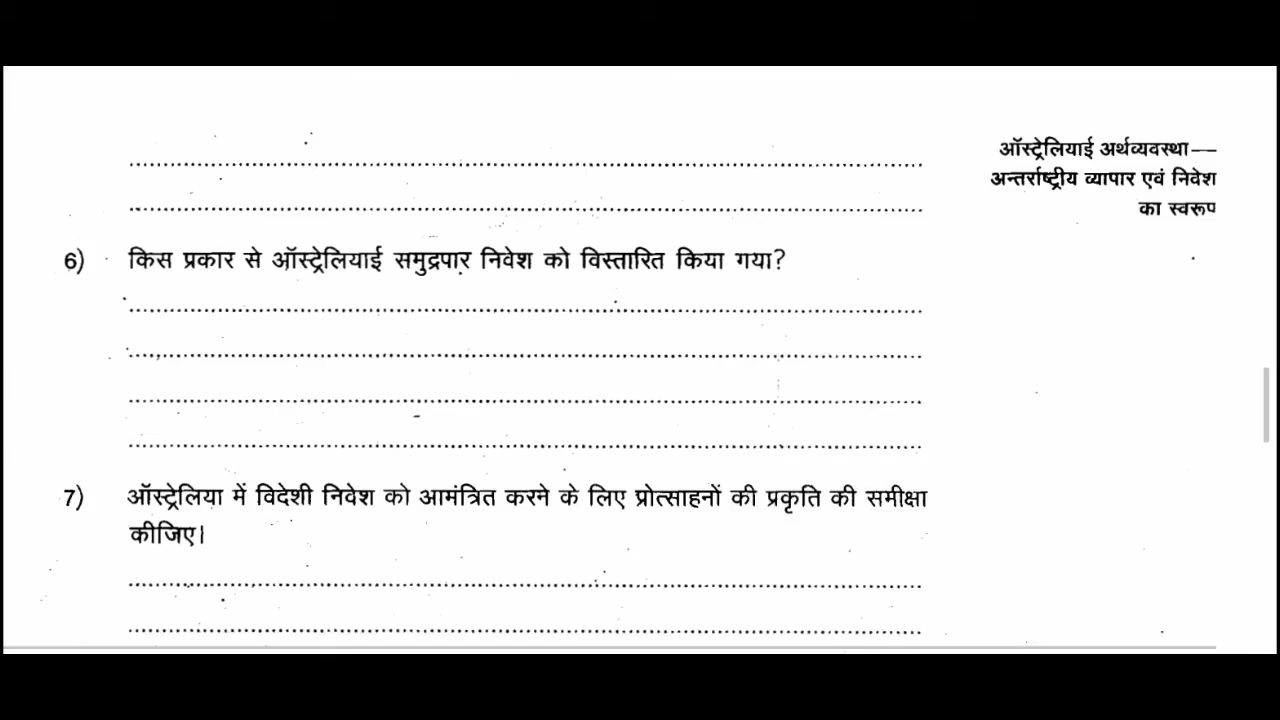 ऑस्ट्रेलियाई अर्थव्यवस्था—
अन्तर्राष्ट्रीय व्यापार एवं निवेश
का स्वरूप
6) किस प्रकार से ऑस्ट्रेलियाई समुद्रपार निवेश को विस्तारित किया गया?
7) ऑस्ट्रेलिया में विदेशी निवेश को आमंत्रित करने के लिए प्रोत्साहनों की प्रकृति की समीक्षा
कीजिए।